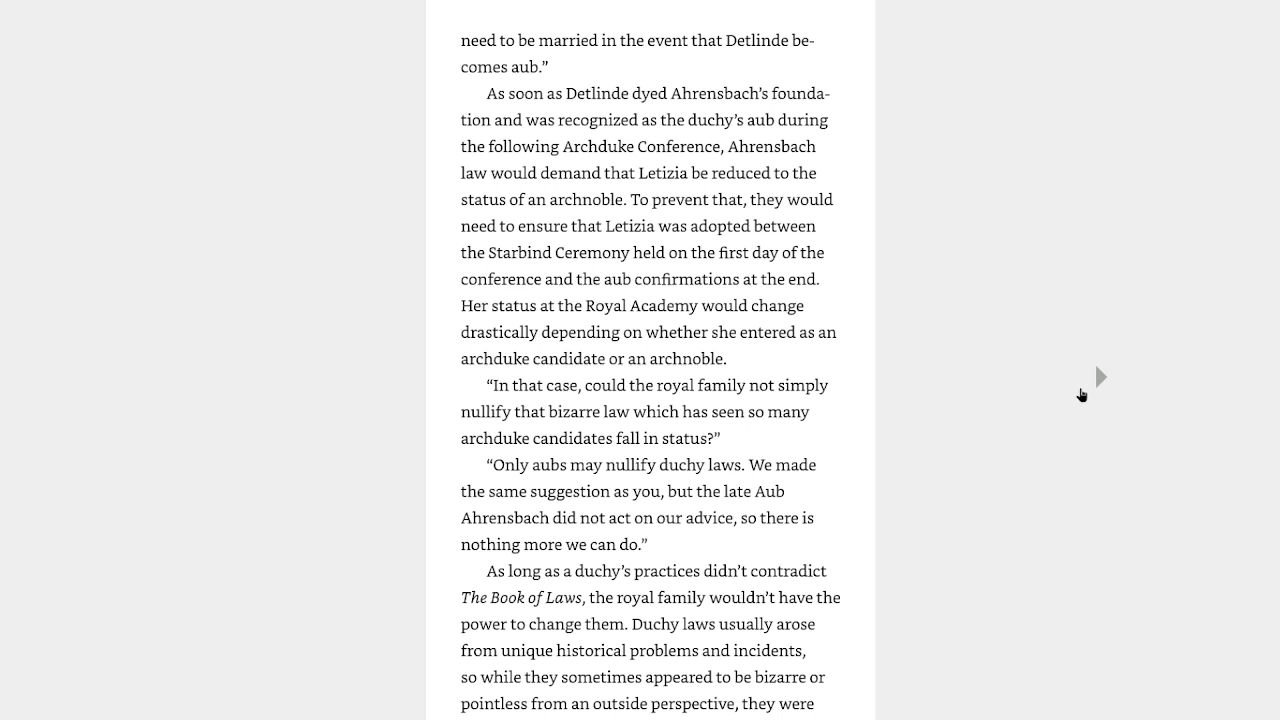 need to be married in the event that Detlinde be-
comes aub.”
As soon as Detlinde dyed Ahrensbach’s founda-
tion and was recognized as the duchy’s aub during
the following Archduke Conference, Ahrensbach
law would demand that Letizia be reduced to the
status of an archnoble. To prevent that, they would
need to ensure that Letizia was adopted between
the Starbind Ceremony held on the first day of the
conference and the aub confirmations at the end.
Her status at the Royal Academy would change
drastically depending on whether she entered as an
archduke candidate or an archnoble.
“In that case, could the royal family not simply
nullify that bizarre law which has seen so many
archduke candidates fall in status?”
“Only aubs may nullify duchy laws. We made
the same suggestion as you, but the late Aub
Ahrensbach did not act on our advice, so there is
nothing more we can do.”
As long as a duchy’s practices didn’t contradict
The Book of Laws, the royal family wouldn’t have the
power to change them. Duchy laws usually arose
from unique historical problems and incidents,
so while they sometimes appeared to be bizarre or
pointless from an outside perspective, they were